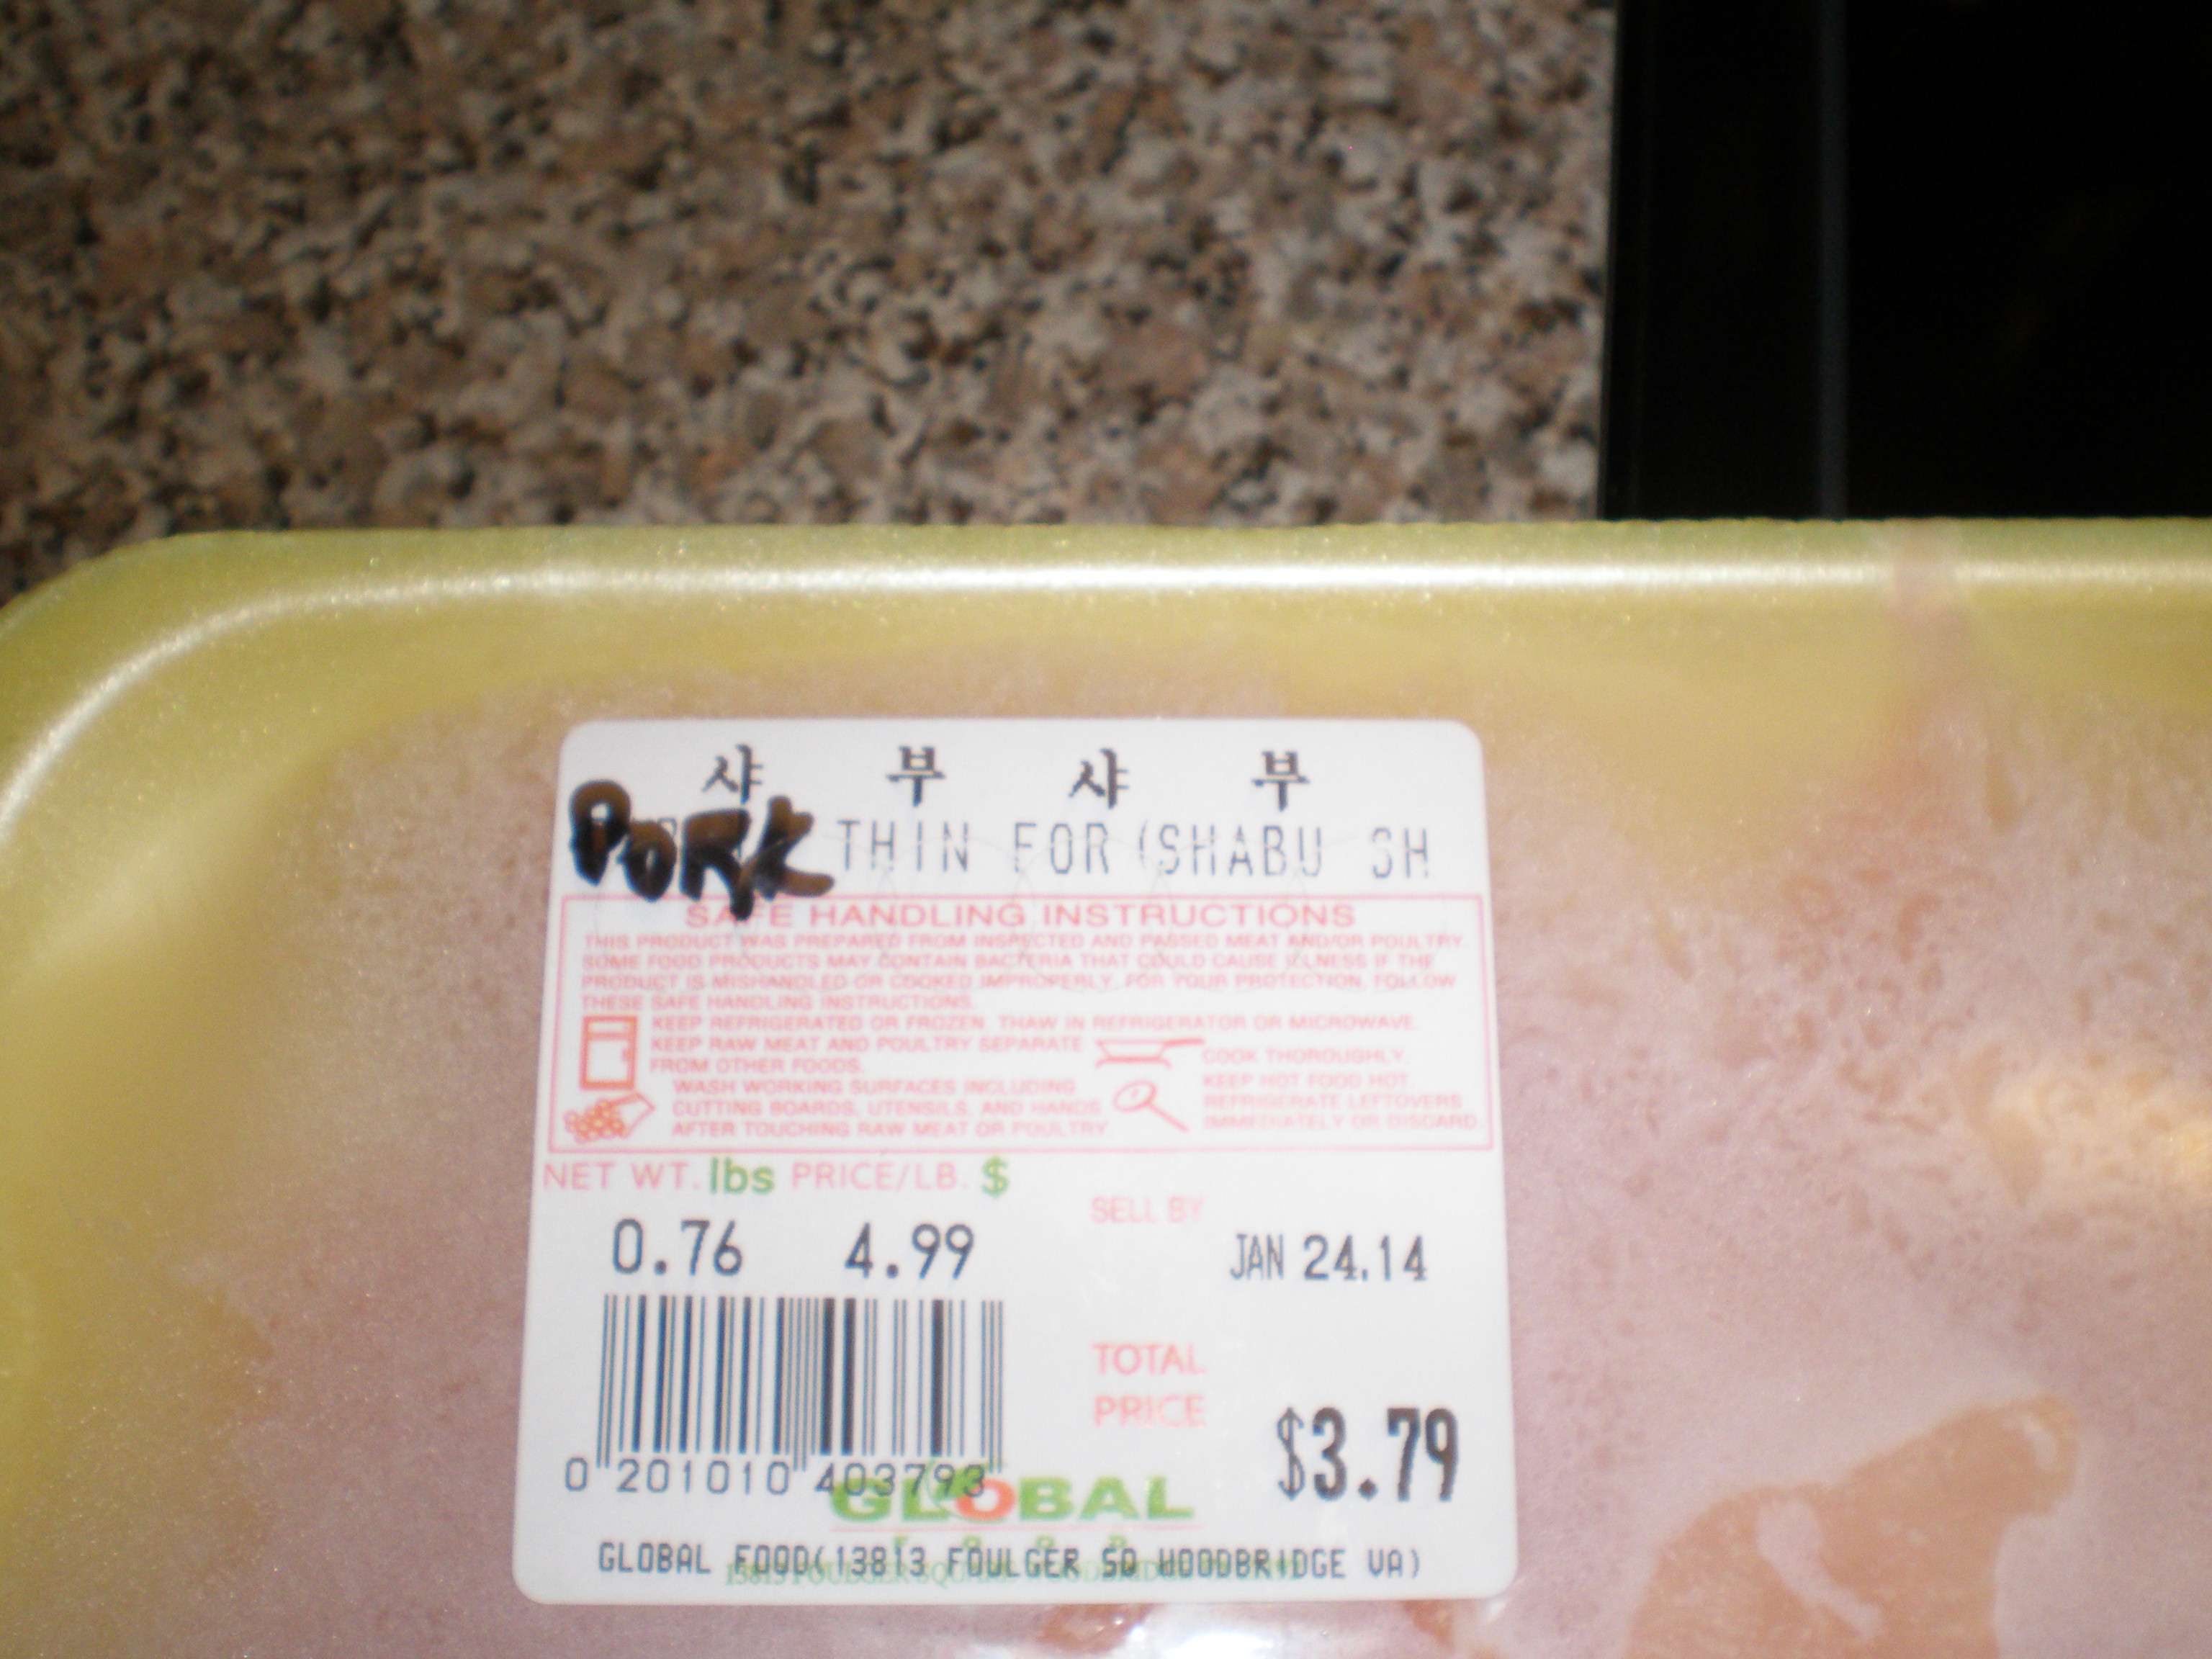 샤 부 샤 부
PORK THIN FOR (SHABU SH
SAFE HANDLING INSTRUCTIONS
THIS PRODUCT WAS PREPARED FROM INSPECTED AND PASSED MEAT AND/OR POULTRY.
SOME FOOD PRODUCTS MAY CONTAIN BACTERIA THAT COULD CAUSE ILLNESS IF THE
PRODUCT IS MISHANDLED OR COOKED IMPROPERLY. FOR YOUR PROTECTION, FOLLOW
THESE SAFE HANDLING INSTRUCTIONS.
KEEP REFRIGERATED OR FROZEN. THAW IN REFRIGERATOR OR MICROWAVE.
KEEP RAW MEAT AND POULTRY SEPARATE
FROM OTHER FOODS.
WASH WORKING SURFACES INCLUDING
CUTTING BOARDS, UTENSILS, AND HANDS
AFTER TOUCHING RAW MEAT OR POULTRY.
COOK THOROUGHLY.
KEEP HOT FOOD HOT.
REFRIGERATE LEFTOVERS
IMMEDIATELY OR DISCARD.
NET WT. lbs PRICE/LB. $
SELL BY
0.76 4.99 JAN 24.14
TOTAL
PRICE
$3.79
0 201010 403793
GLOBAL
GLOBAL FOOD(13813 FOULGER SQ WOODBRIDGE VA)